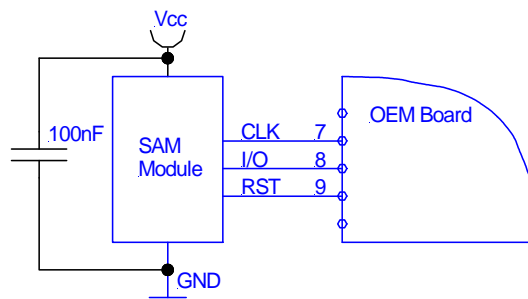 Vcc
100nF
SAM
Module
CLK 7
I/O 8
RST 9
OEM Board
GND